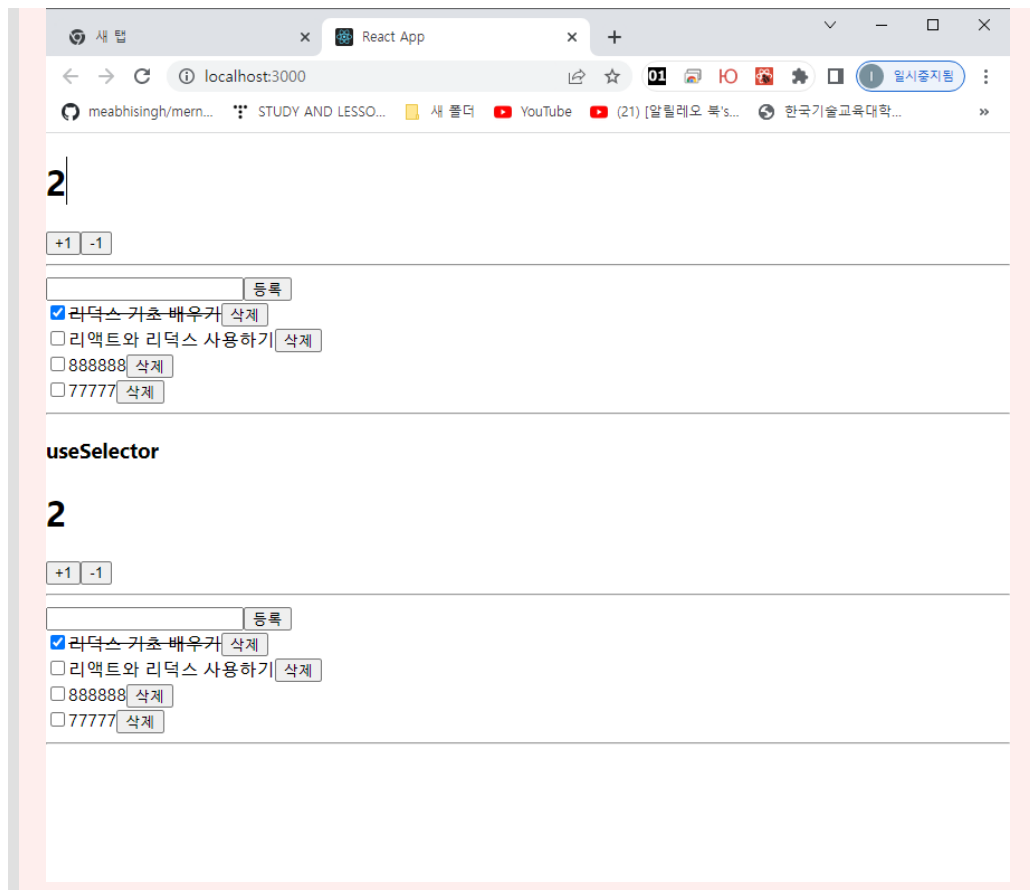 새 탭
React App
localhost:3000
01
Ю
I
일시중지됨
meabhisingh/mern...
STUDY AND LESSO...
새 폴더
YouTube
(21) [알릴레오 북's...
한국기술교육대학...
»
2
+1 -1
등록
리덕스 기초 배우기 삭제
리액트와 리덕스 사용하기 삭제
888888 삭제
77777 삭제
useSelector
2
+1 -1
등록
리덕스 기초 배우기 삭제
리액트와 리덕스 사용하기 삭제
888888 삭제
77777 삭제